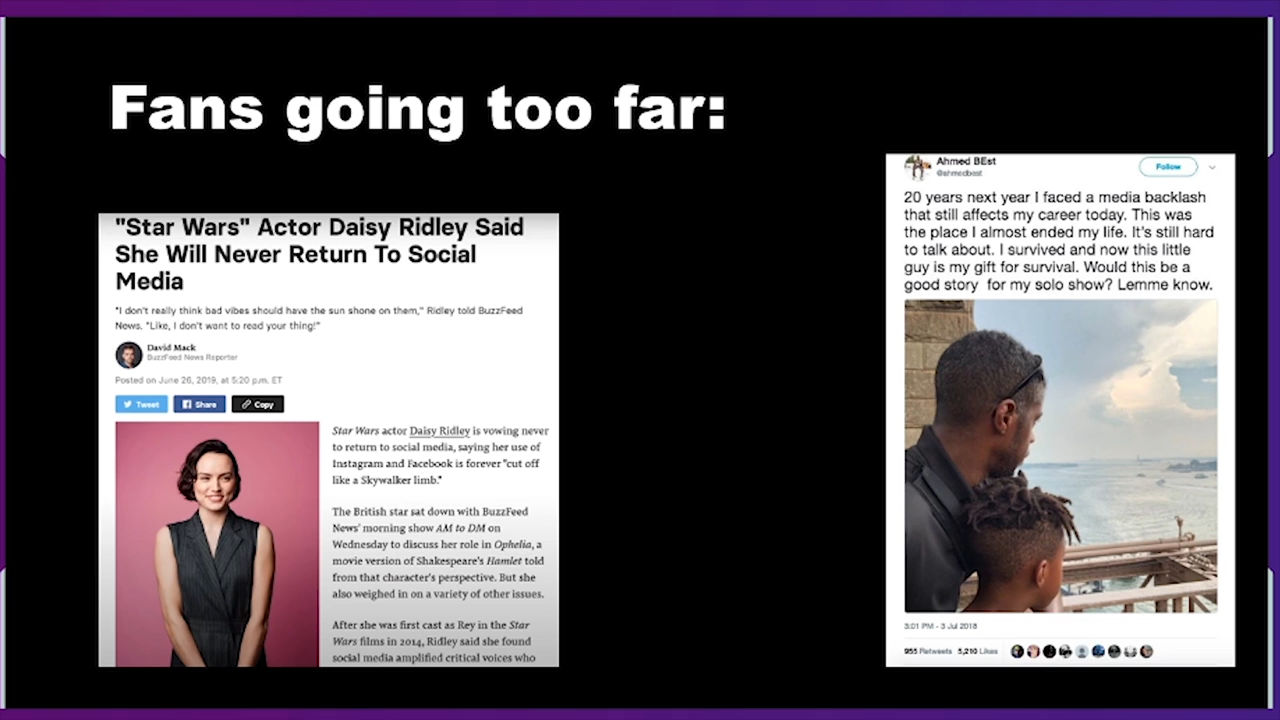 Fans going too far:
"Star Wars" Actor Daisy Ridley Said
She Will Never Return To Social
Media
"I don't really think bad vibes should have the sun shone on them," Ridley told BuzzFeed
News. "Like, I don't want to read your thing!"
David Mack
BuzzFeed News Reporter
Posted on June 26, 2019, at 5:20 p.m. ET
Tweet Share Copy
Star Wars actor Daisy Ridley is vowing never
to return to social media, saying her use of
Instagram and Facebook is forever "cut off
like a Skywalker limb."
The British star sat down with BuzzFeed
News' morning show AM to DM on
Wednesday to discuss her role in Ophelia, a
movie version of Shakespeare's Hamlet told
from that character's perspective. But she
also weighed in on a variety of other issues.
After she was first cast as Rey in the Star
Wars films in 2014, Ridley said she found
social media amplified critical voices who
Ahmed BEst
@ahmedbest
Follow
20 years next year I faced a media backlash
that still affects my career today. This was
the place I almost ended my life. It's still hard
to talk about. I survived and now this little
guy is my gift for survival. Would this be a
good story for my solo show? Lemme know.
3:01 PM - 3 Jul 2018
955 Retweets 5,210 Likes